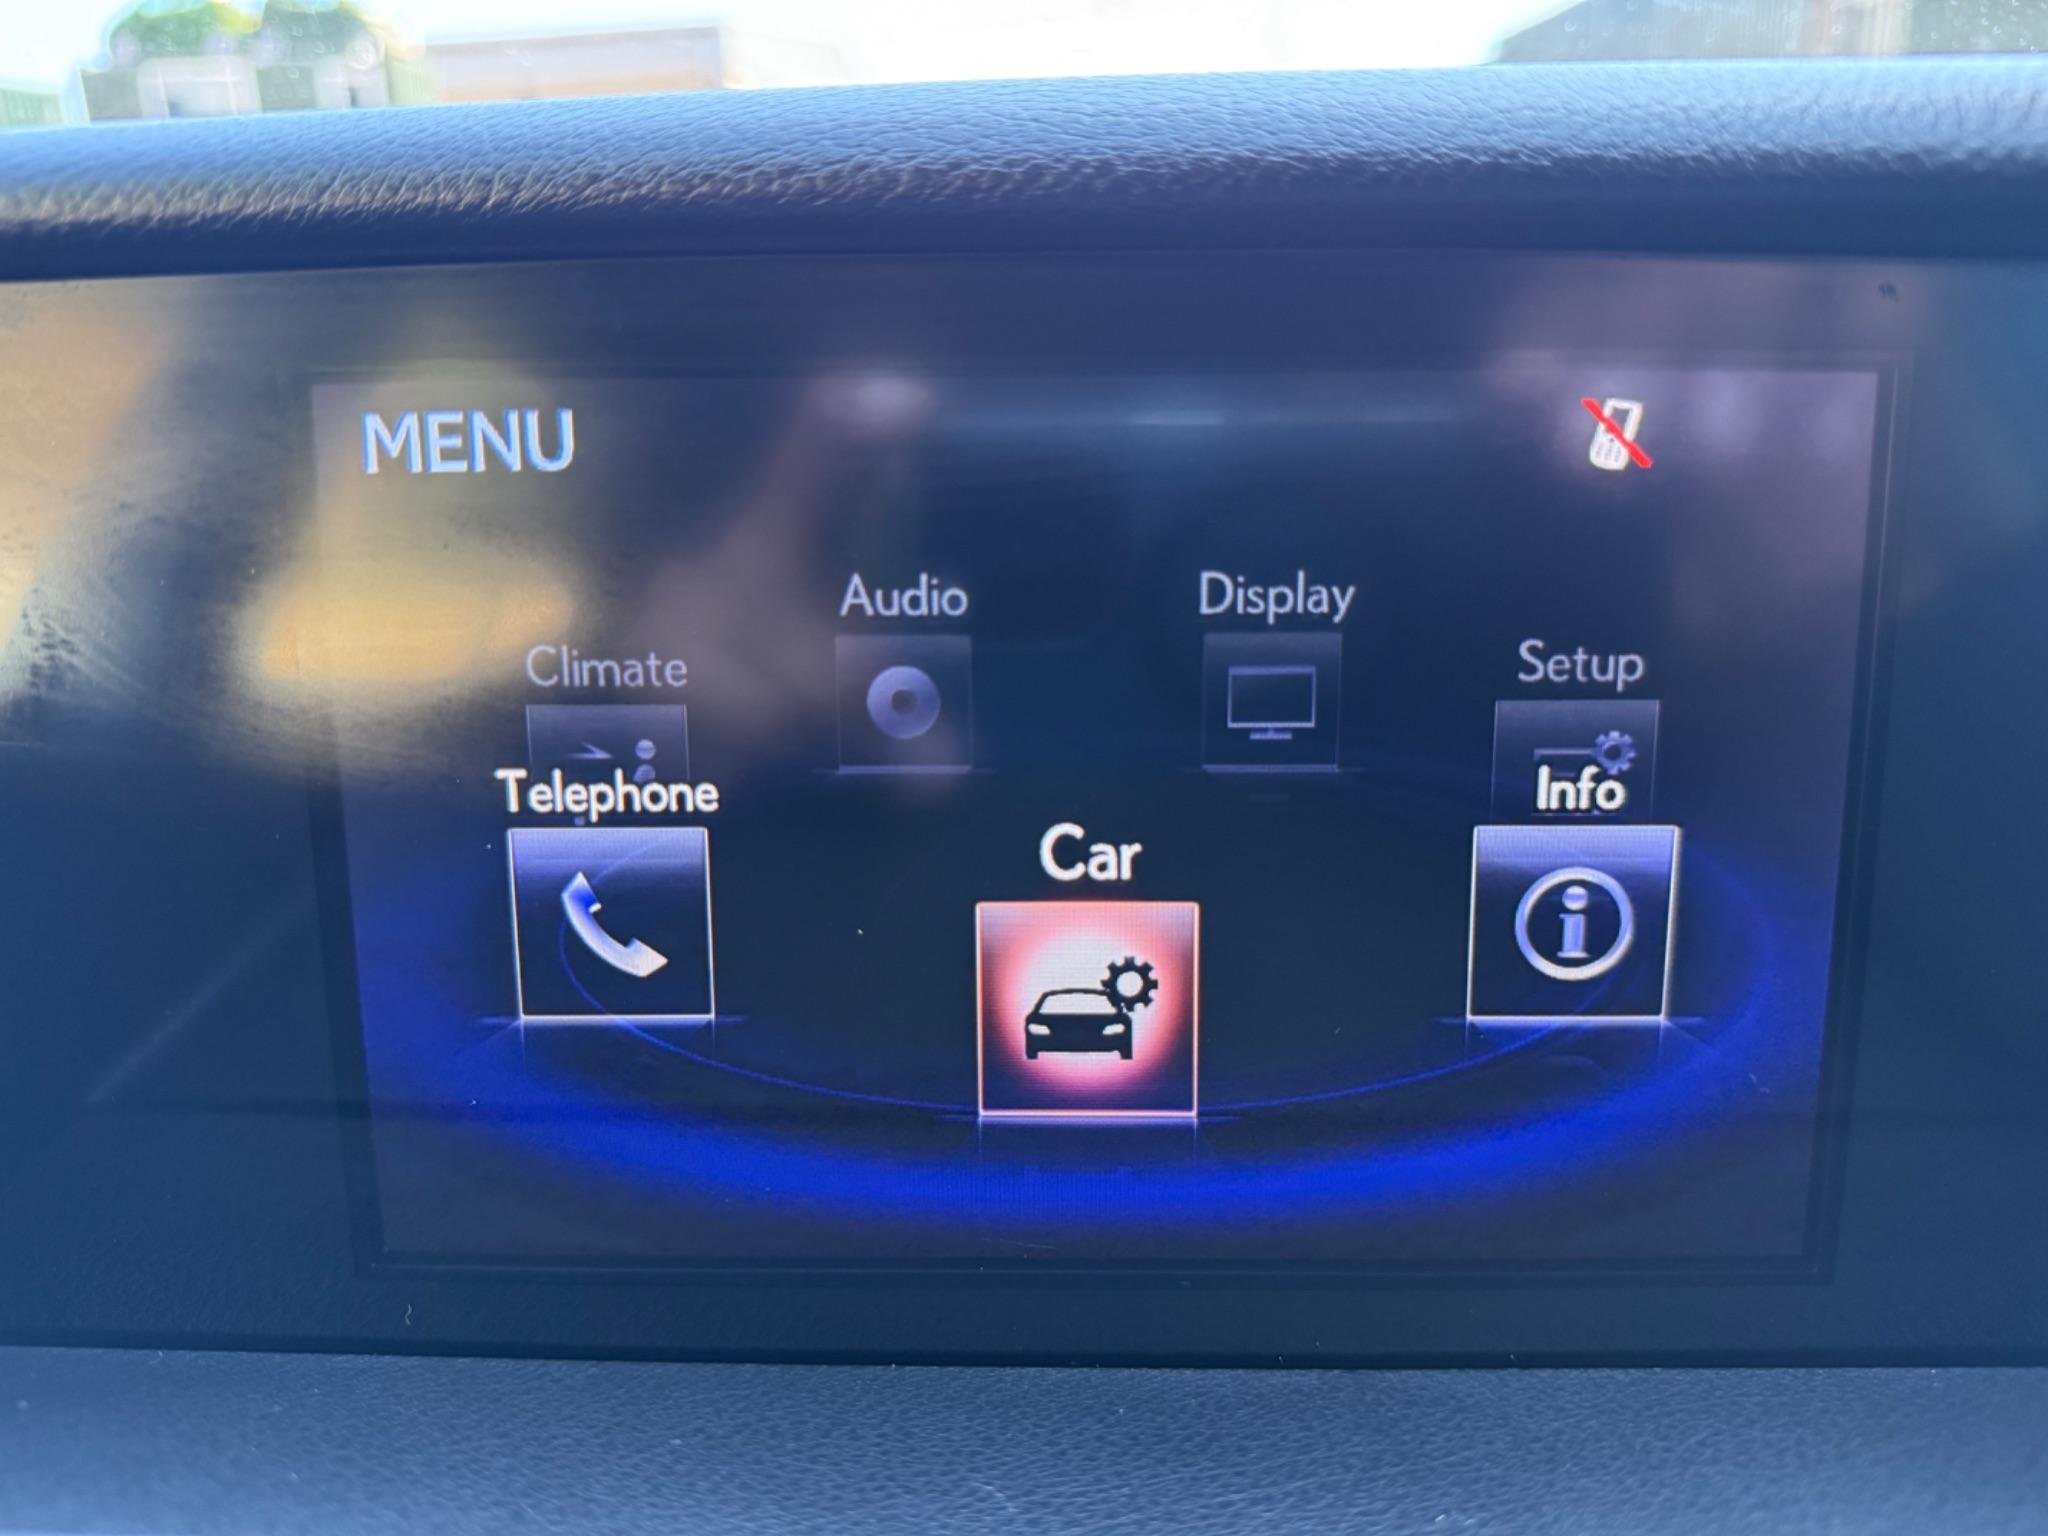 MENU
Audio
Display
Climate
Setup
Telephone
Info
Car